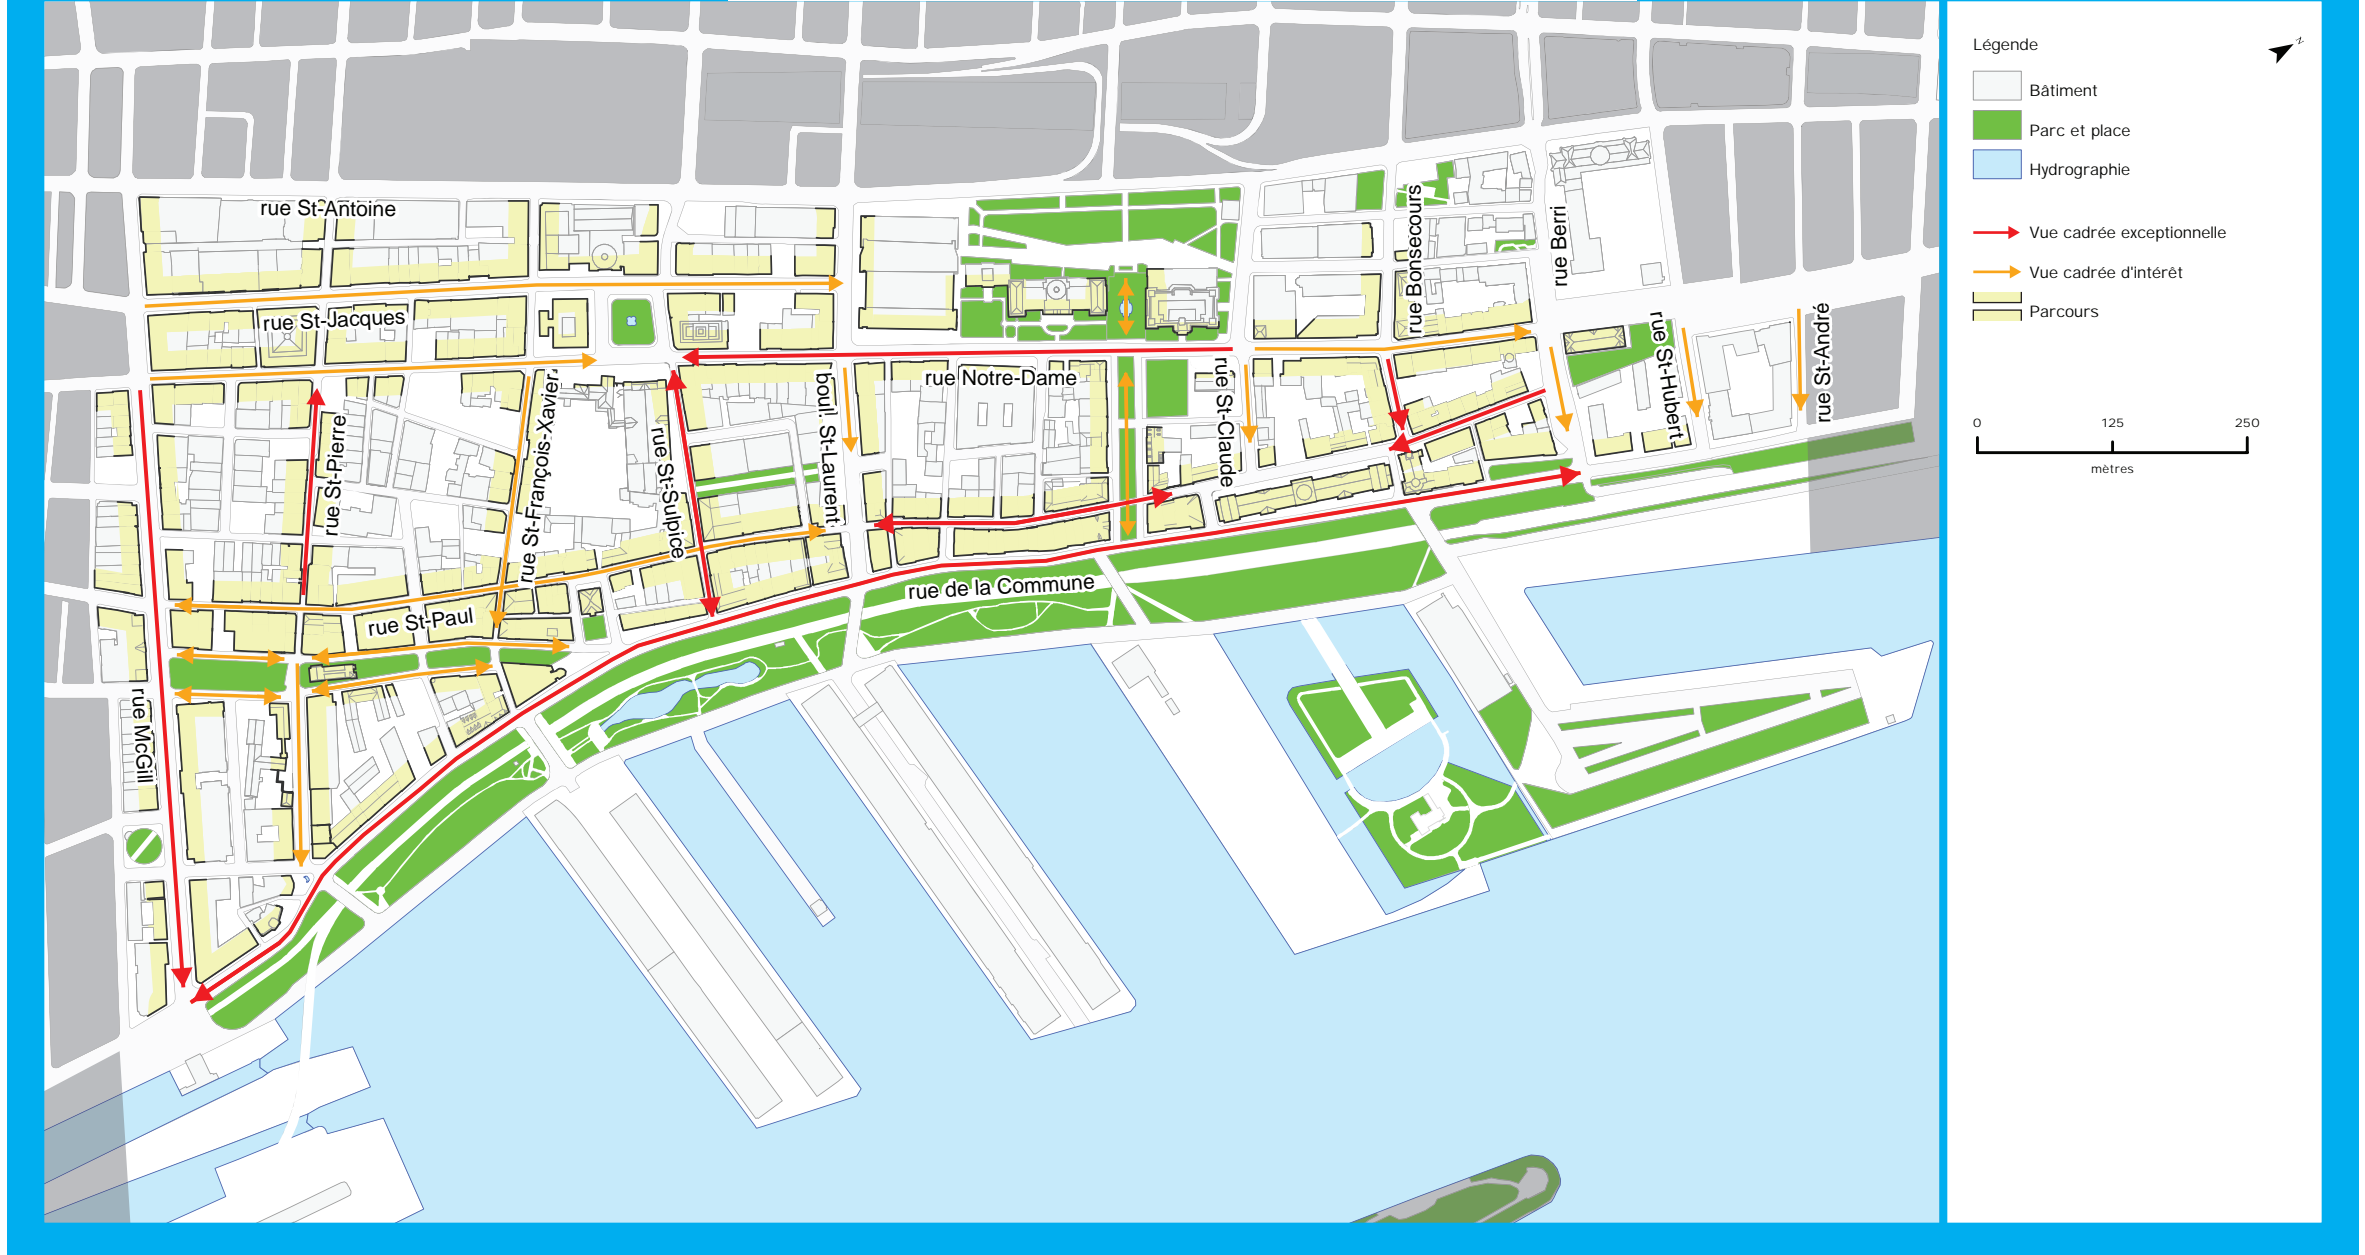 rue St-Antoine
rue St-Jacques
rue Notre-Dame
rue St-Pierre
rue St-François-Xavier
rue St-Sulpice
boul. St-Laurent
rue St-Claude
rue Bonsecours
rue Berri
rue St-Hubert
rue St-André
rue St-Paul
rue de la Commune
rue McGill
Légende
N
Bâtiment
Parc et place
Hydrographie
Vue cadrée exceptionnelle
Vue cadrée d'intérêt
Parcours
0 125 250
mètres